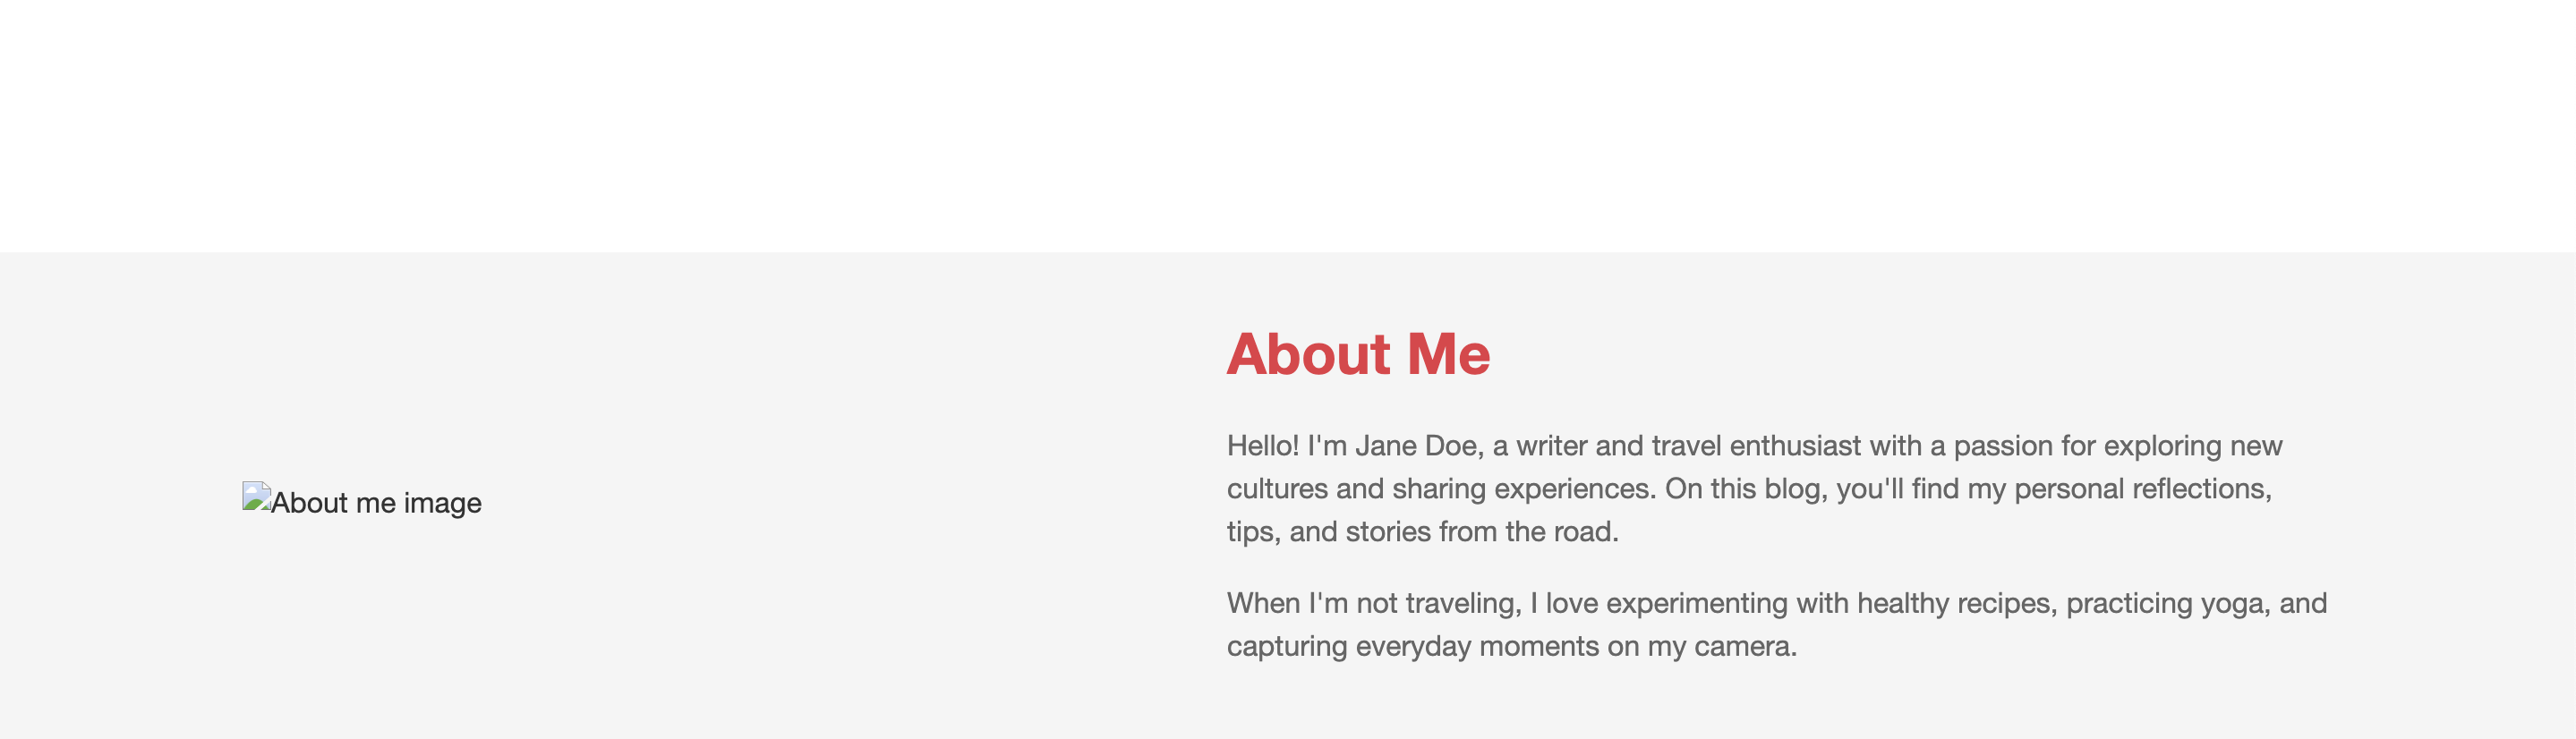 About Me
Hello! I'm Jane Doe, a writer and travel enthusiast with a passion for exploring new
cultures and sharing experiences. On this blog, you'll find my personal reflections,
tips, and stories from the road.
About me image
When I'm not traveling, I love experimenting with healthy recipes, practicing yoga, and
capturing everyday moments on my camera.